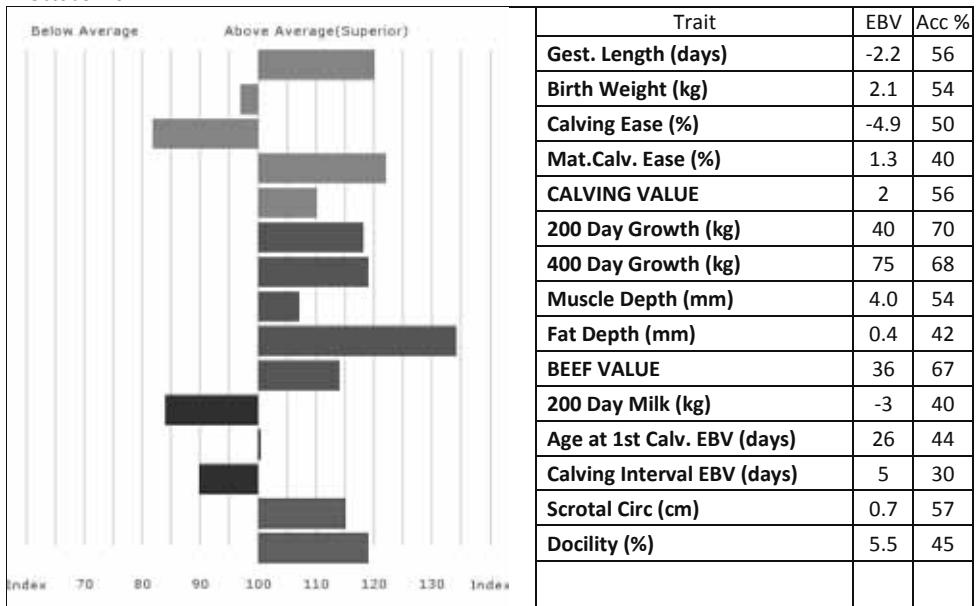 Below Average Above Average(Superior)
Index 70 80 90 100 110 120 130 Index
Trait EBV Acc %
Gest. Length (days) -2.2 56
Birth Weight (kg) 2.1 54
Calving Ease (%) -4.9 50
Mat.Calv. Ease (%) 1.3 40
CALVING VALUE 2 56
200 Day Growth (kg) 40 70
400 Day Growth (kg) 75 68
Muscle Depth (mm) 4.0 54
Fat Depth (mm) 0.4 42
BEEF VALUE 36 67
200 Day Milk (kg) -3 40
Age at 1st Calv. EBV (days) 26 44
Calving Interval EBV (days) 5 30
Scrotal Circ (cm) 0.7 57
Docility (%) 5.5 45